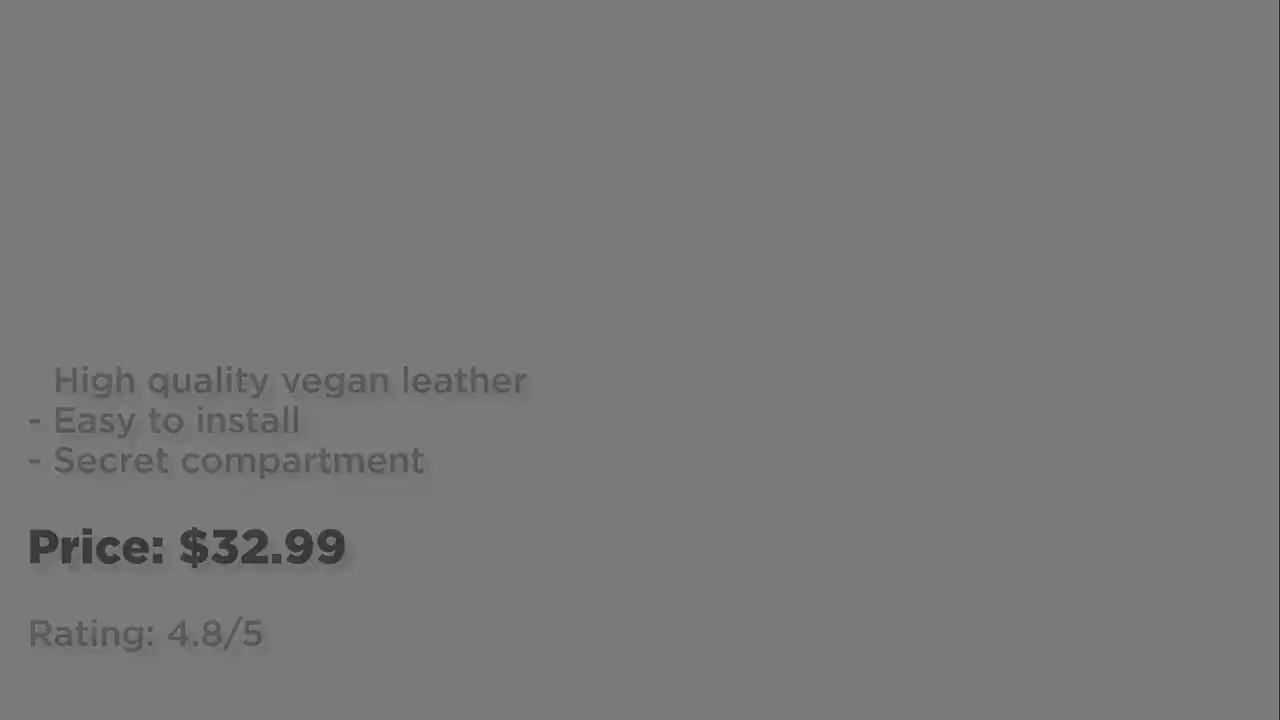 High quality vegan leather
- Easy to install
- Secret compartment
Price: $32.99
Rating: 4.8/5